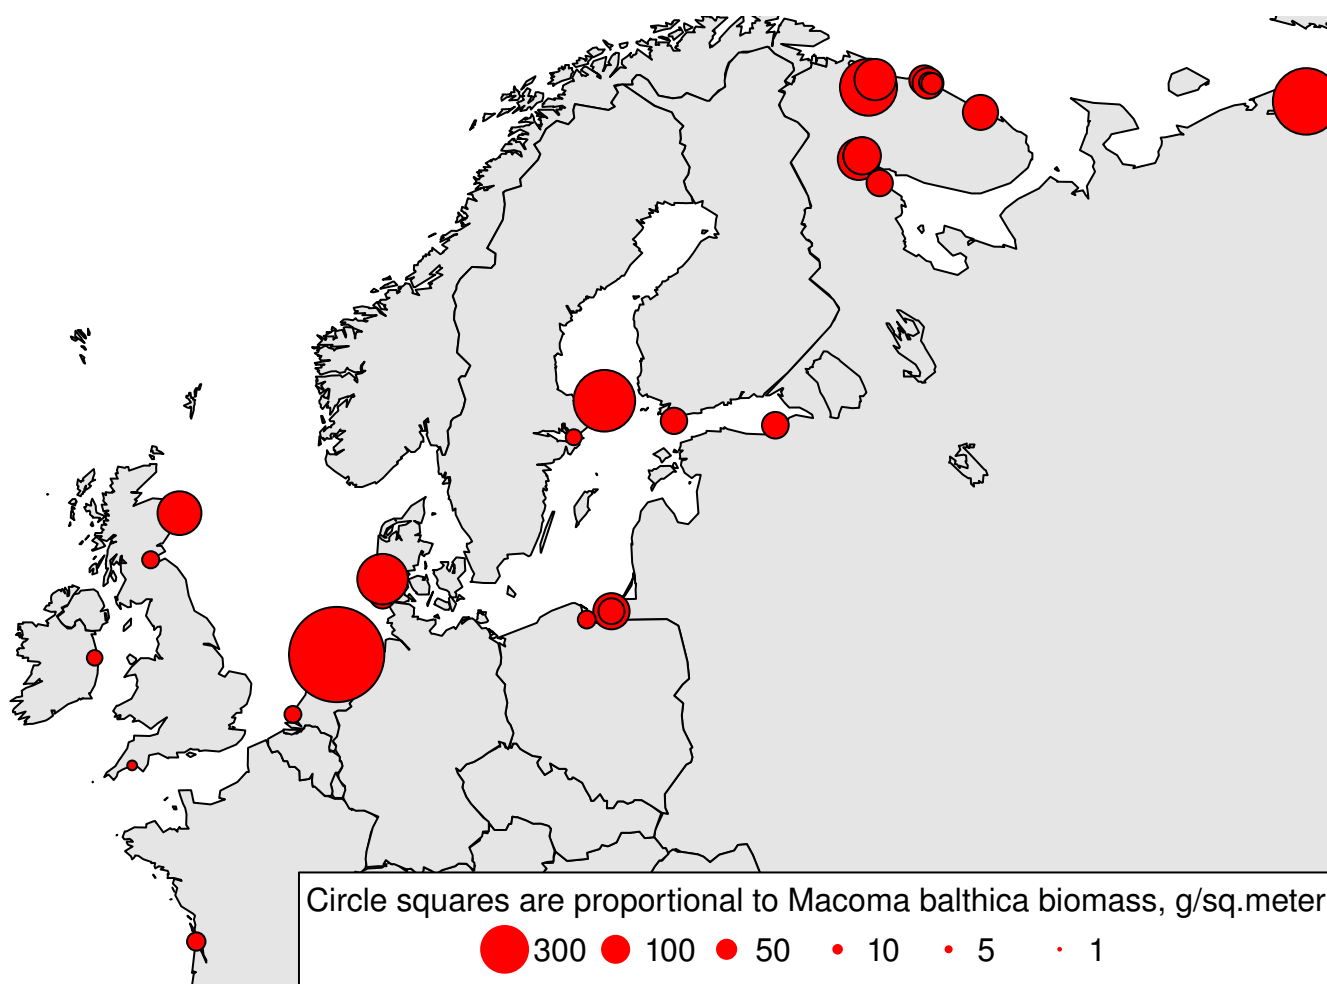 Circle squares are proportional to Macoma balthica biomass, g/sq.meter
300 100 50 10 5 1